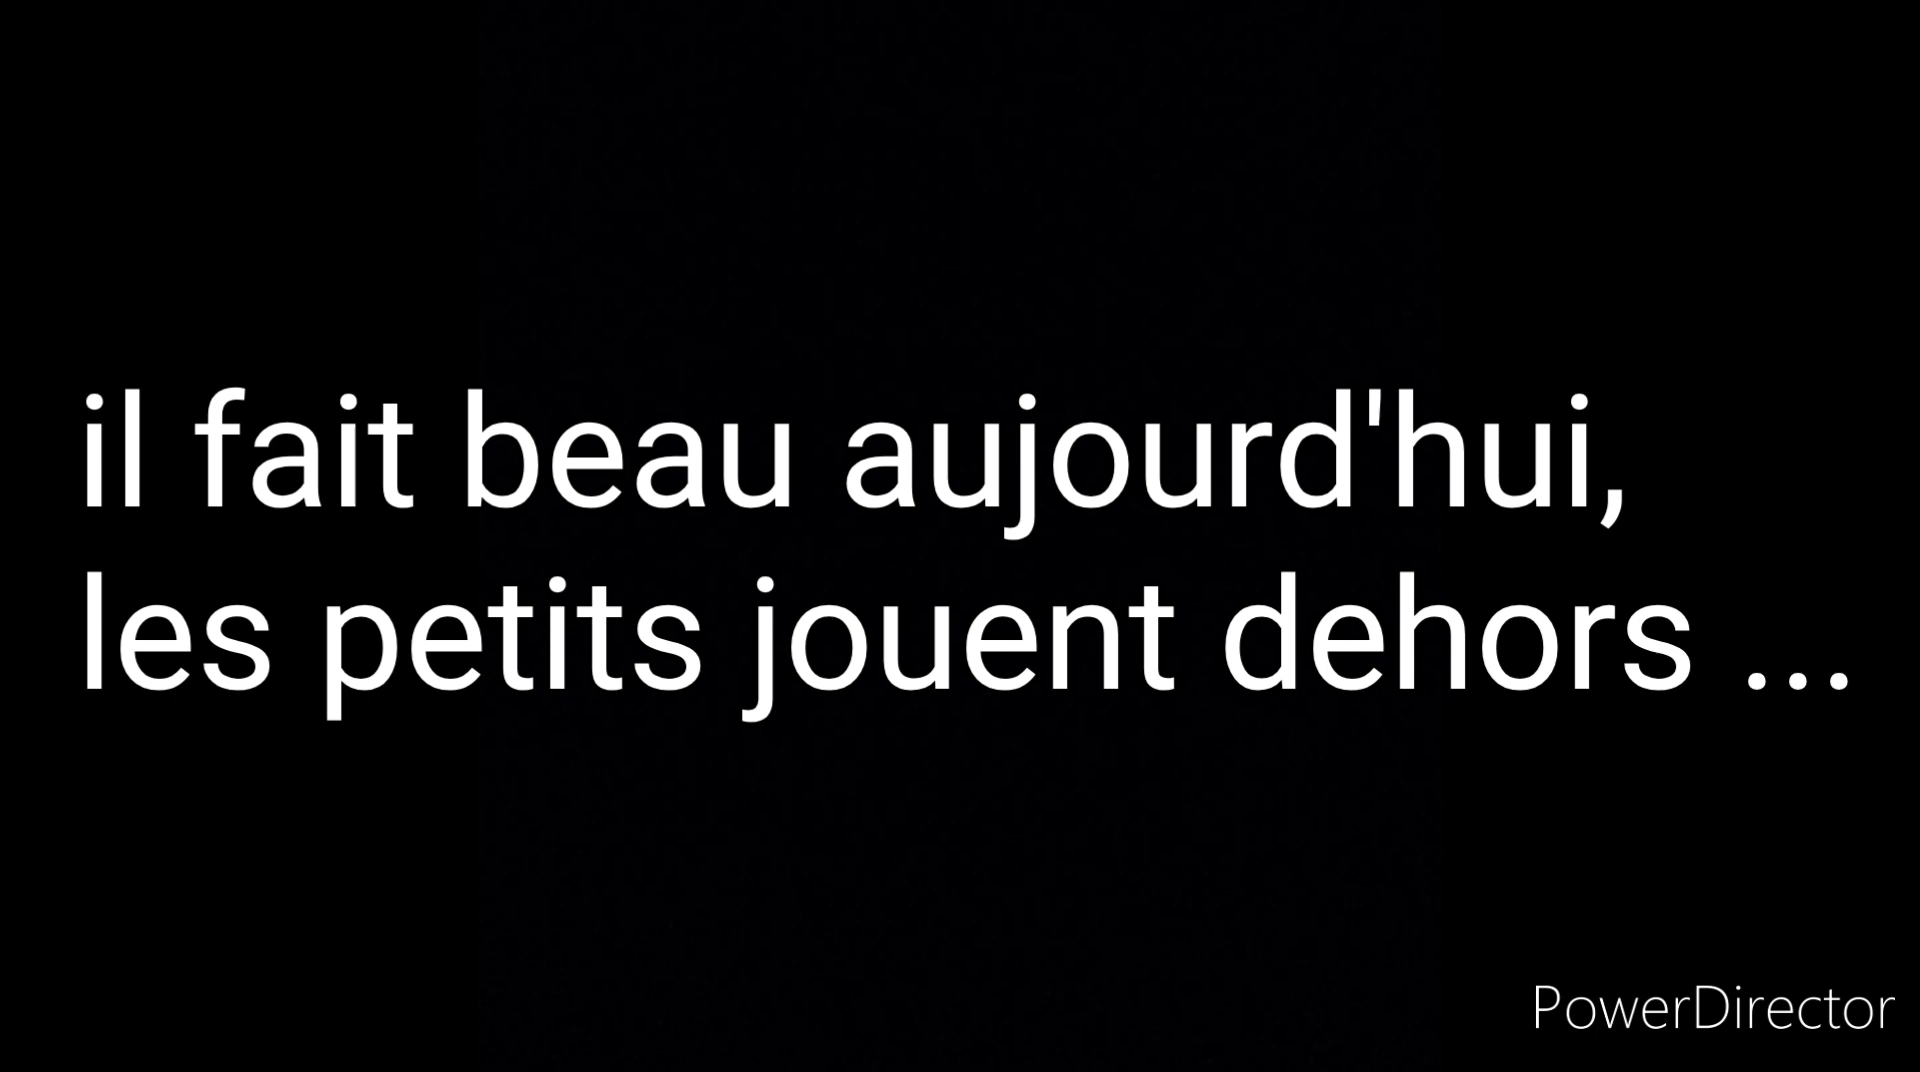 il fait beau aujourd'hui,
les petits jouent dehors ...
PowerDirector